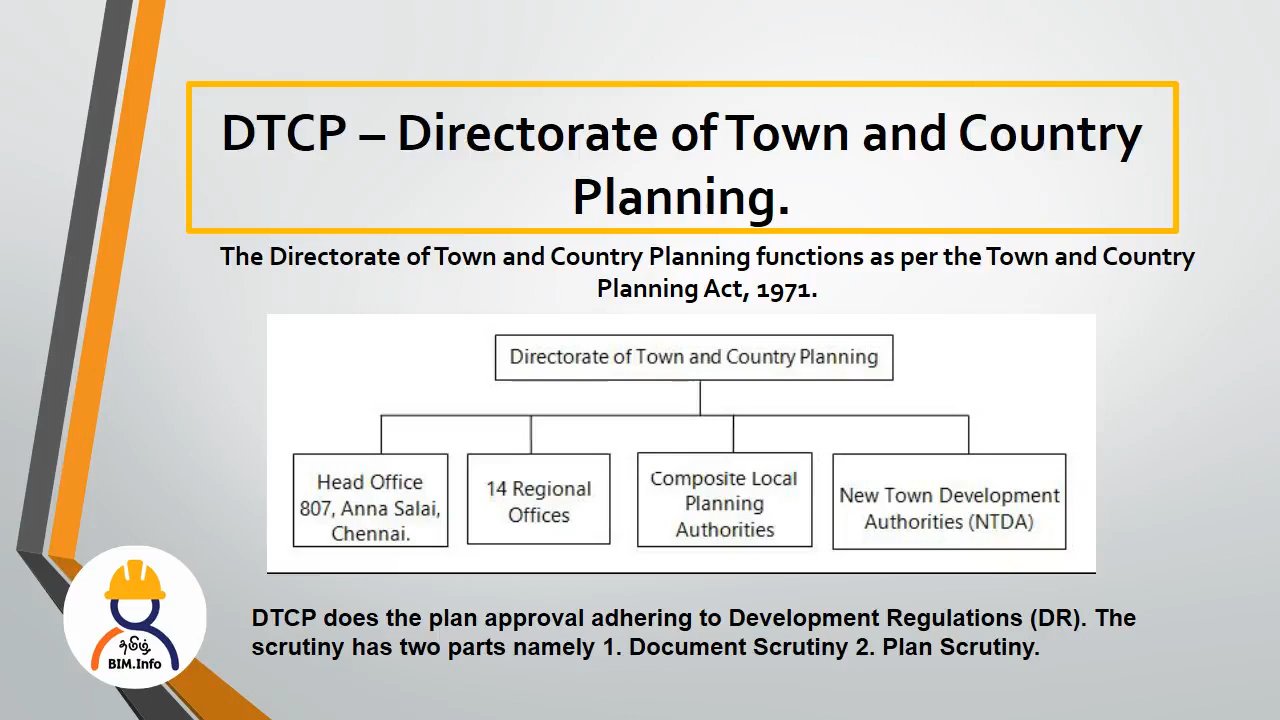 DTCP – Directorate of Town and Country
Planning.
The Directorate of Town and Country Planning functions as per the Town and Country
Planning Act, 1971.
Directorate of Town and Country Planning
Head Office
807, Anna Salai,
Chennai.
14 Regional
Offices
Composite Local
Planning
Authorities
New Town Development
Authorities (NTDA)
DTCP does the plan approval adhering to Development Regulations (DR). The
scrutiny has two parts namely 1. Document Scrutiny 2. Plan Scrutiny.
தமிழ்
BIM.Info